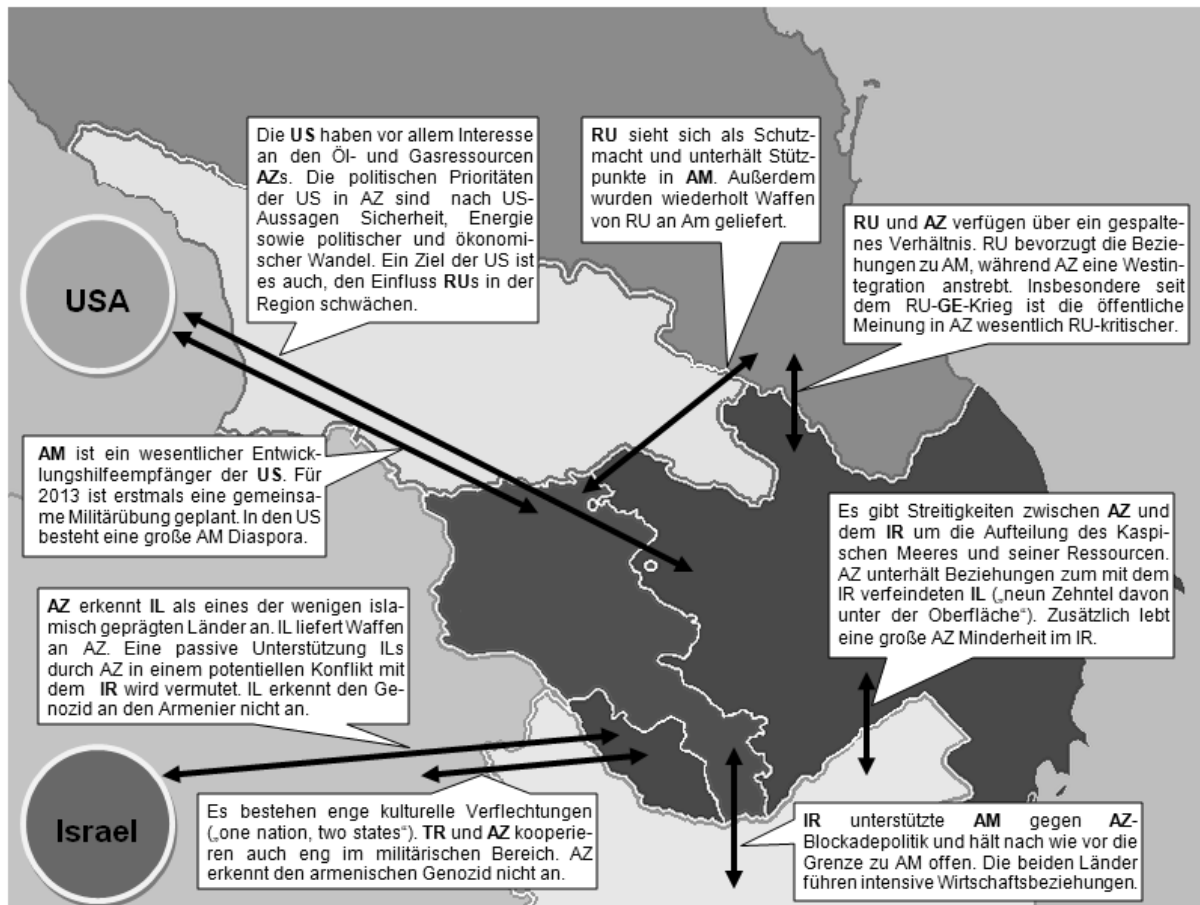 Die US haben vor allem Interesse
an den Öl- und Gasressourcen
AZs. Die politischen Prioritäten
der US in AZ sind nach US-
Aussagen Sicherheit, Energie
sowie politischer und ökonomi-
scher Wandel. Ein Ziel der US ist
es auch, den Einfluss RUs in der
Region schwächen.
RU sieht sich als Schutz-
macht und unterhält Stütz-
punkte in AM. Außerdem
wurden wiederholt Waffen
von RU an Am geliefert.
RU und AZ verfügen über ein gespalte-
nes Verhältnis. RU bevorzugt die Bezie-
hungen zu AM, während AZ eine Westin-
tegration anstrebt. Insbesondere seit
dem RU-GE-Krieg ist die öffentliche
Meinung in AZ wesentlich RU-kritischer.
USA
AM ist ein wesentlicher Entwick-
lungshilfeempfänger der US. Für
2013 ist erstmals eine gemeinsa-
me Militärübung geplant. In den US
besteht eine große AM Diaspora.
Es gibt Streitigkeiten zwischen AZ und
dem IR um die Aufteilung des Kaspi-
schen Meeres und seiner Ressourcen.
AZ unterhält Beziehungen zum mit dem
IR verfeindeten IL („neun Zehntel davon
unter der Oberfläche“). Zusätzlich lebt
eine große AZ Minderheit im IR.
AZ erkennt IL als eines der wenigen isla-
misch geprägten Länder an. IL liefert Waffen
an AZ. Eine passive Unterstützung ILs
durch AZ in einem potentiellen Konflikt mit
dem IR wird vermutet. IL erkennt den Ge-
nozid an den Armenier nicht an.
Israel
Es bestehen enge kulturelle Verflechtungen
(„one nation, two states“). TR und AZ kooperie-
ren auch eng im militärischen Bereich. AZ
erkennt den armenischen Genozid nicht an.
IR unterstützte AM gegen AZ-
Blockadepolitik und hält nach wie vor die
Grenze zu AM offen. Die beiden Länder
führen intensive Wirtschaftsbeziehungen.